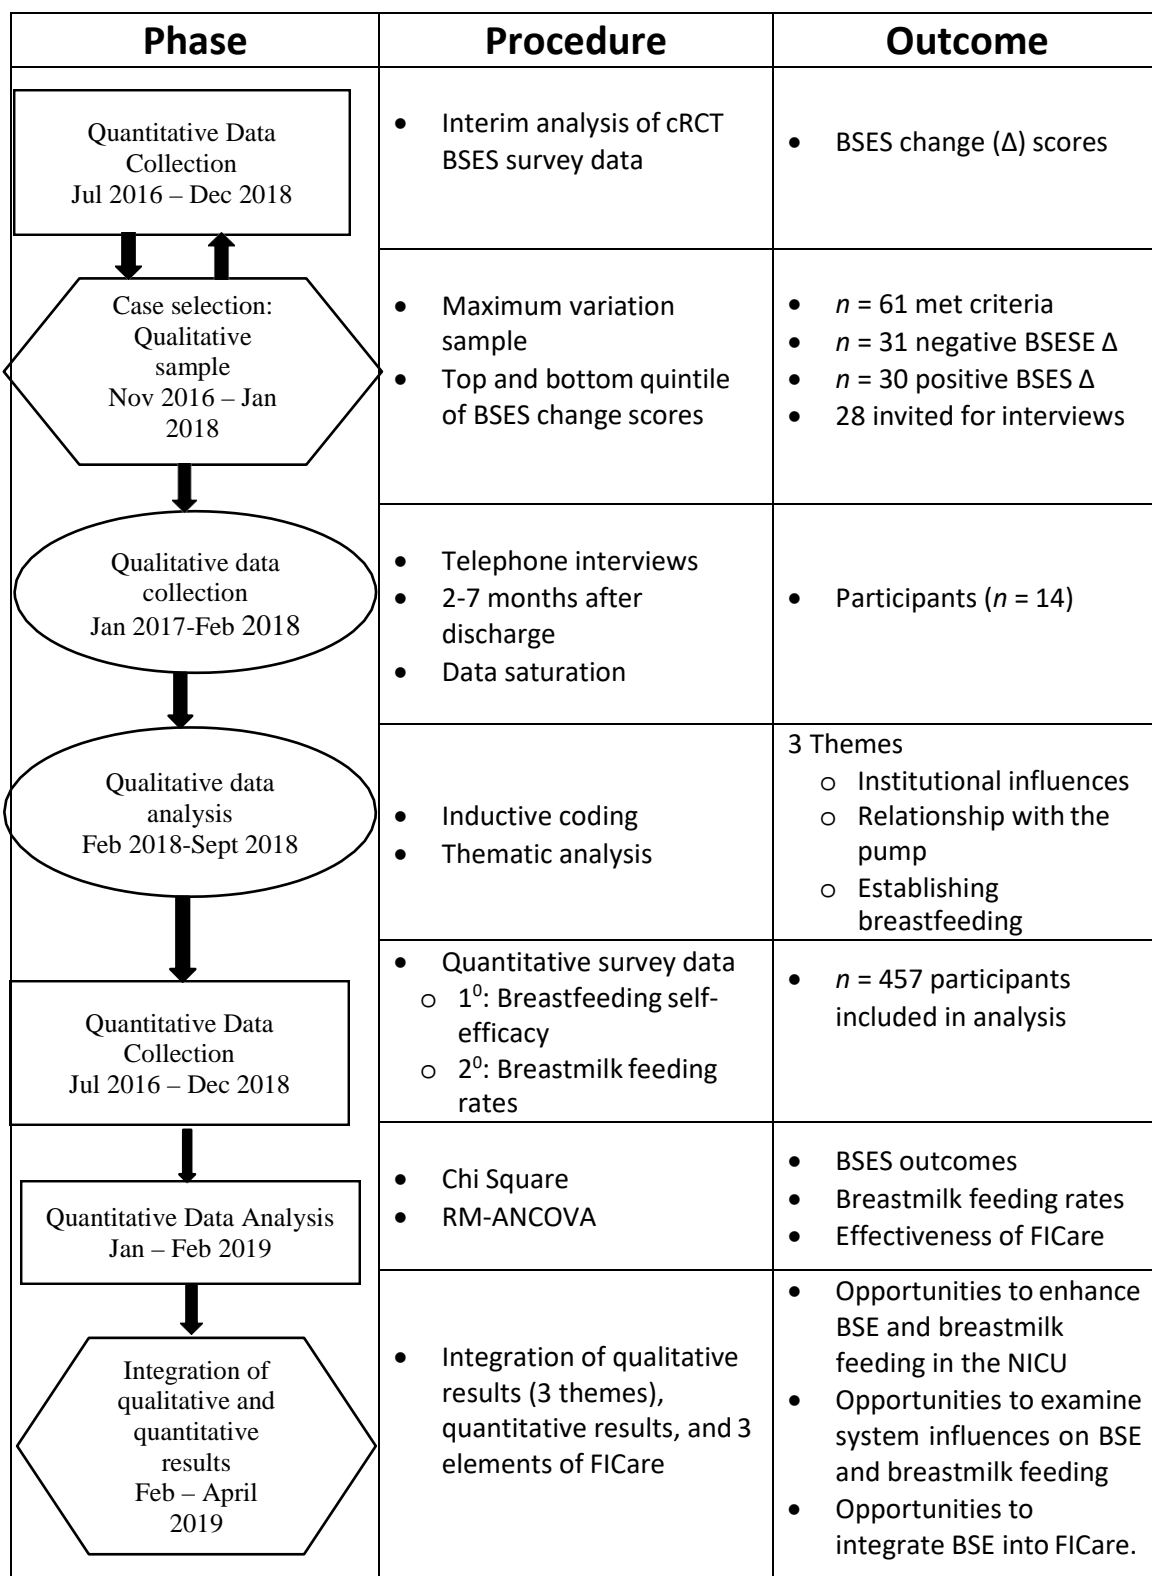 Phase
Procedure
Outcome
Quantitative Data
Collection
Jul 2016 – Dec 2018
• Interim analysis of cRCT
BSES survey data
• BSES change (Δ) scores
Case selection:
Qualitative
sample
Nov 2016 – Jan
2018
• Maximum variation
sample
• Top and bottom quintile
of BSES change scores
• n = 61 met criteria
• n = 31 negative BSESE Δ
• n = 30 positive BSES Δ
• 28 invited for interviews
Qualitative data
collection
Jan 2017-Feb 2018
• Telephone interviews
• 2-7 months after
discharge
• Data saturation
• Participants (n = 14)
Qualitative data
analysis
Feb 2018-Sept 2018
• Inductive coding
• Thematic analysis
3 Themes
o Institutional influences
o Relationship with the
pump
o Establishing
breastfeeding
Quantitative Data
Collection
Jul 2016 – Dec 2018
• Quantitative survey data
o 1⁰: Breastfeeding self-
efficacy
o 2⁰: Breastmilk feeding
rates
• n = 457 participants
included in analysis
Quantitative Data Analysis
Jan – Feb 2019
• Chi Square
• RM-ANCOVA
• BSES outcomes
• Breastmilk feeding rates
• Effectiveness of FICare
Integration of
qualitative and
quantitative
results
Feb – April
2019
• Integration of qualitative
results (3 themes),
quantitative results, and 3
elements of FICare
• Opportunities to enhance
BSE and breastmilk
feeding in the NICU
• Opportunities to examine
system influences on BSE
and breastmilk feeding
• Opportunities to
integrate BSE into FICare.